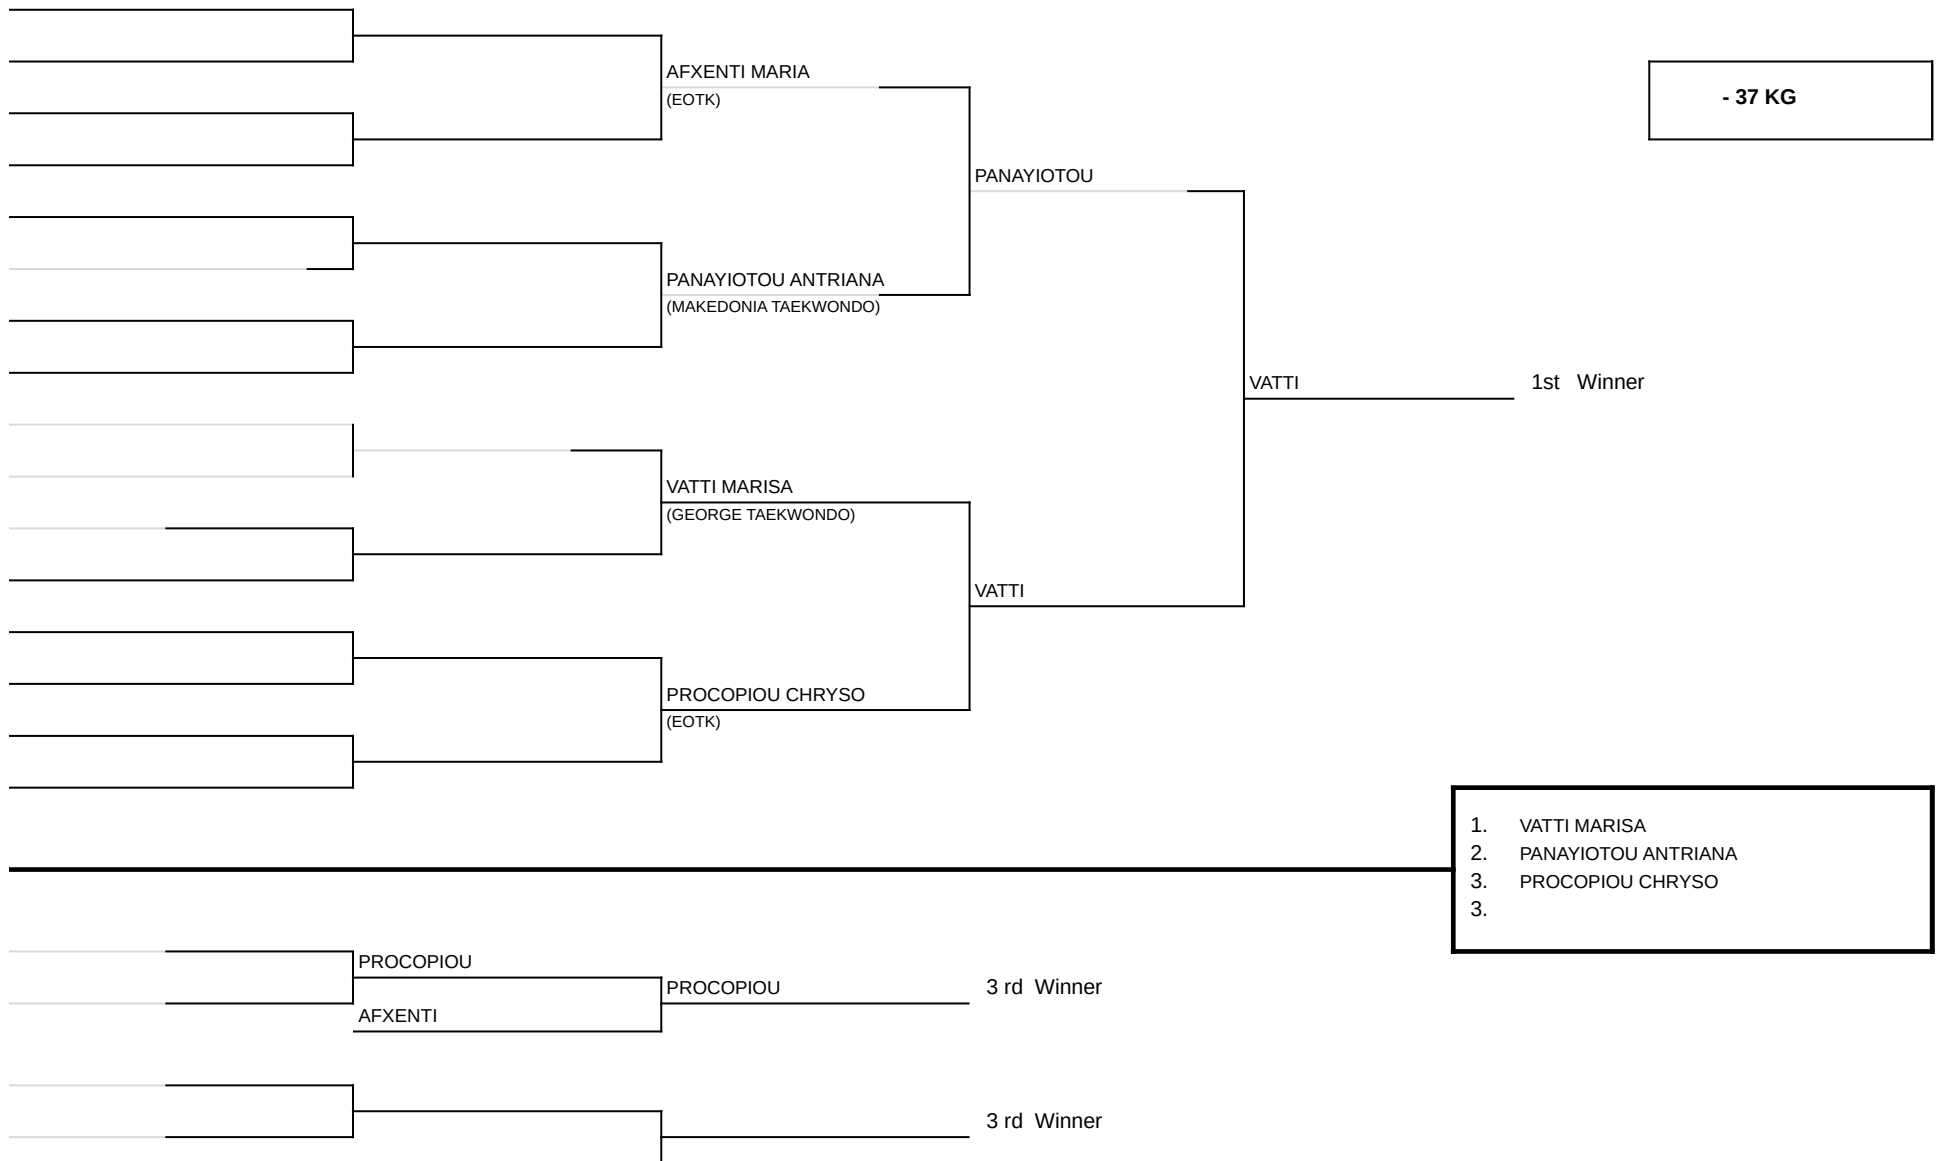 AFXENTI MARIA
(EOTK)
- 37 KG
PANAYIOTOU
PANAYIOTOU ANTRIANA
(MAKEDONIA TAEKWONDO)
VATTI
1st Winner
VATTI MARISA
(GEORGE TAEKWONDO)
VATTI
PROCOPIOU CHRYSO
(EOTK)
1. VATTI MARISA
2. PANAYIOTOU ANTRIANA
3. PROCOPIOU CHRYSO
3.
PROCOPIOU
PROCOPIOU
3 rd Winner
AFXENTI
3 rd Winner